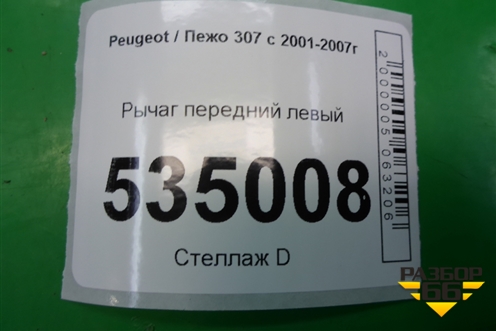 Peugeot / Пежо 307 с 2001-2007г
Рычаг передний левый
535008
Стеллаж D
2000005063206
РАЗБОР
66